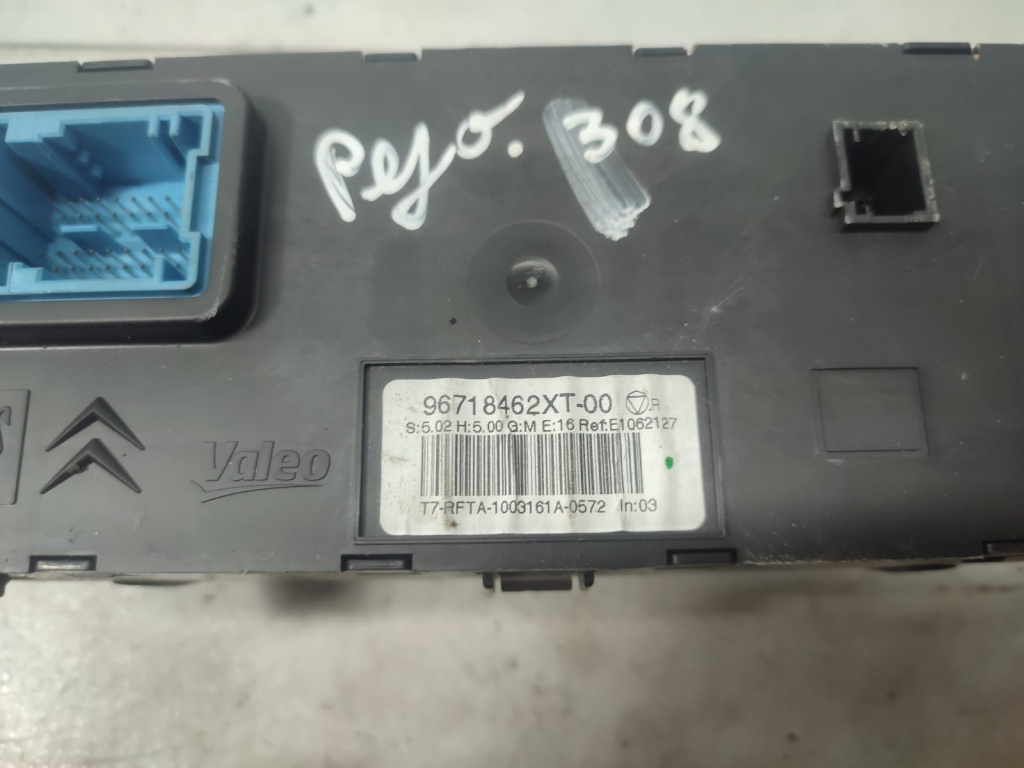 Pejo. 308
96718462XT-00
R
S:5.02 H:5.00 G:M E:16 Ref:E1062127
T7-RFTA-1003161A-0572 In:03
Valeo